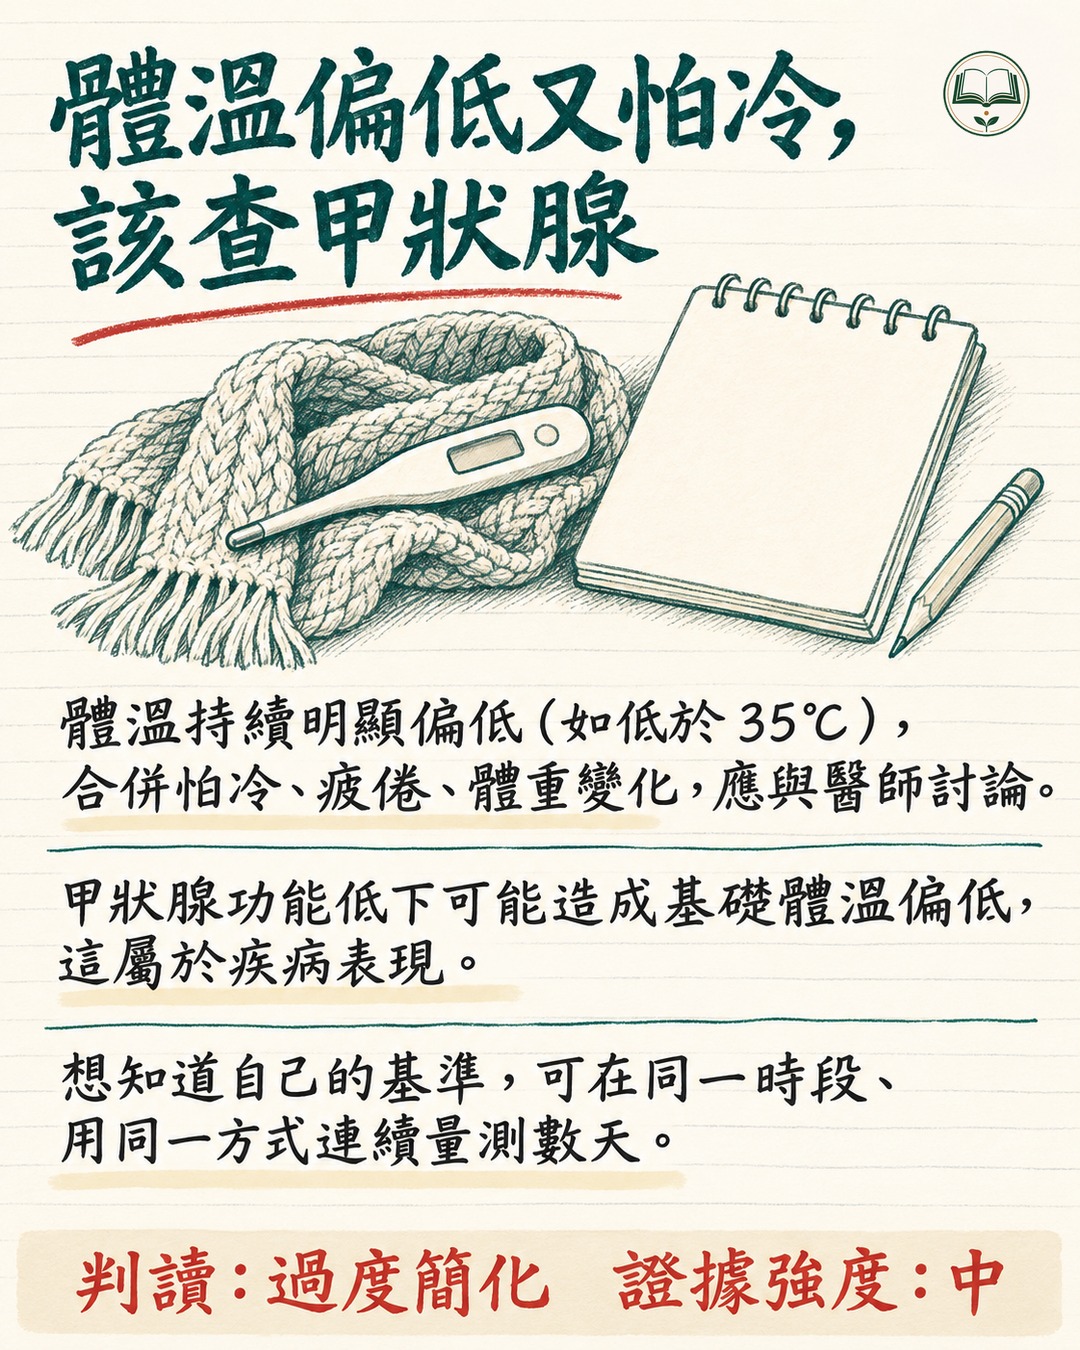 體溫偏低又怕冷，
該查甲狀腺
體溫持續明顯偏低（如低於 35℃），
合併怕冷、疲倦、體重變化，應與醫師討論。
甲狀腺功能低下可能造成基礎體溫偏低，
這屬於疾病表現。
想知道自己的基準，可在同一時段、
用同一方式連續量測數天。
判讀：過度簡化　證據強度：中